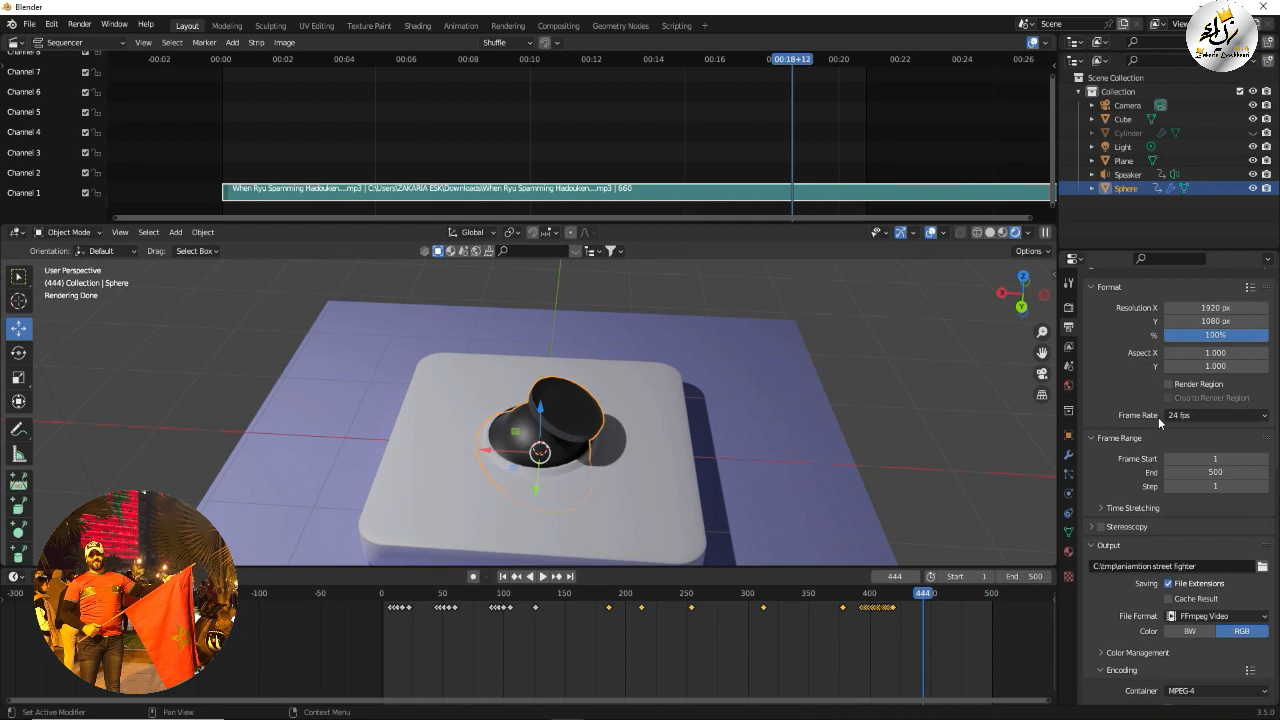 Blender
File Edit Render Window Help Layout Modeling Sculpting UV Editing Texture Paint Shading Animation Rendering Compositing Geometry Nodes Scripting + Scene
Sequencer View Select Marker Add Strip Image Shuffle
-00:02 00:00 00:02 00:04 00:06 00:08 00:10 00:12 00:14 00:16 00:18+12 00:20 00:22 00:24 00:26
Channel 7
Channel 6
Channel 5
Channel 4
Channel 3
Channel 2
Channel 1
When Ryu Spamming Hadouken....mp3 | C:\Users\ZAKARIA ESK\Downloads\When Ryu Spamming Hadouken....mp3 | 660
Scene Collection
Collection
Camera
Cube
Cylinder
Light
Plane
Speaker
Sphere
Object Mode View Select Add Object Global
Orientation: Default Drag: Select Box Options
User Perspective
(444) Collection | Sphere
Rendering Done
Z
X
Y
Format
Resolution X 1920 px
Y 1080 px
% 100%
Aspect X 1.000
Y 1.000
Render Region
Crop to Render Region
Frame Rate 24 fps
Frame Range
Frame Start 1
End 500
Step 1
Time Stretching
Stereoscopy
Output
C:\tmp\aniamtion street fighter
Saving File Extensions
Cache Result
File Format FFmpeg Video
Color BW RGB
Color Management
Encoding
Container MPEG-4
444 Start 1 End 500
-300 -100 -50 0 50 100 150 200 250 300 350 400 444 500
Set Active Modifier Pan View Context Menu 3.5.0